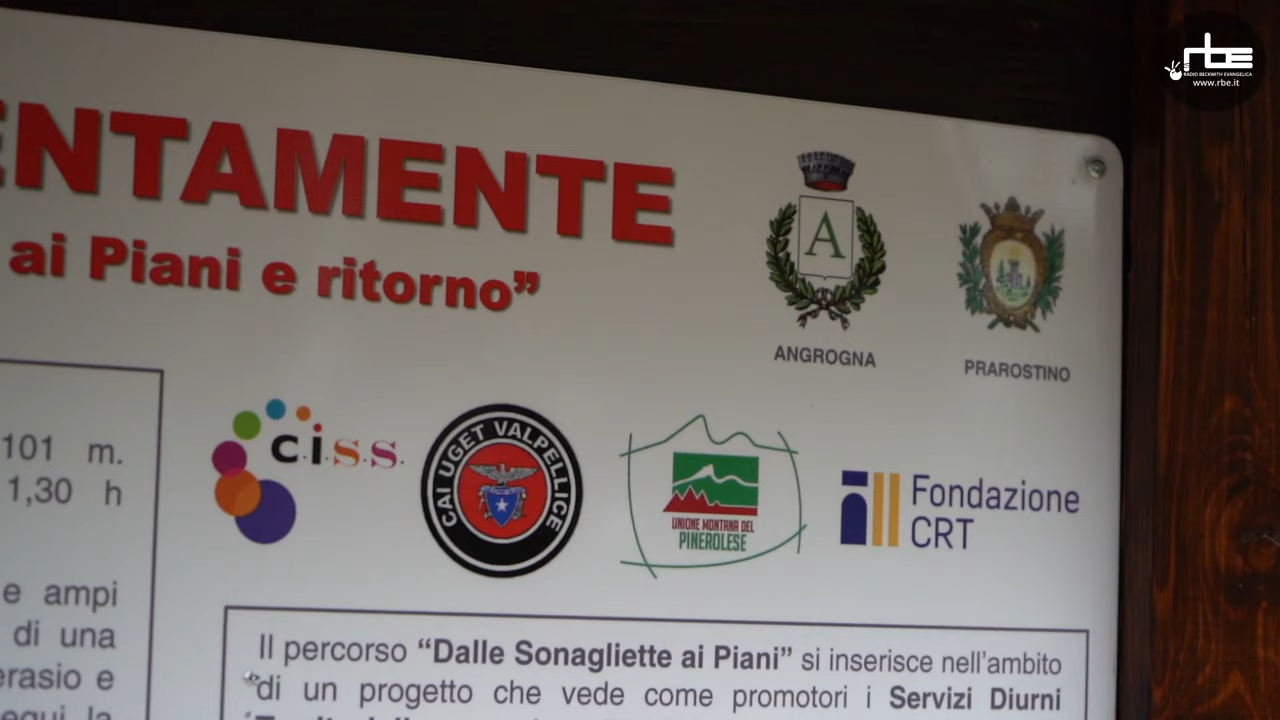 rbe
RADIO BECKWITH EVANGELICA
www.rbe.it
ENTAMENTE
ai Piani e ritorno”
A
ANGROGNA
PRAROSTINO
101 m.
1,30 h
c.i.s.s.
CAI UGET VALPELLICE
UNIONE MONTANA DEL
PINEROLESE
Fondazione
CRT
e ampi
di una
erasio e
Il percorso “Dalle Sonagliette ai Piani” si inserisce nell’ambito
di un progetto che vede come promotori i Servizi Diurni